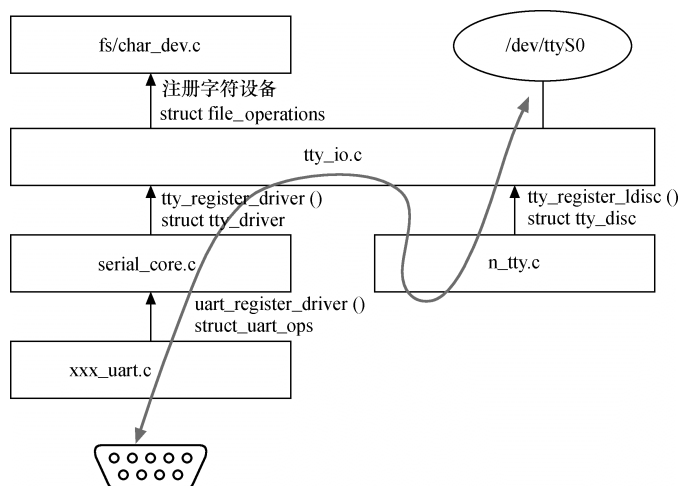 fs/char_dev.c
/dev/ttyS0
注册字符设备
struct file_operations
tty_io.c
tty_register_driver ()
struct tty_driver
tty_register_ldisc ()
struct tty_disc
serial_core.c
n_tty.c
uart_register_driver ()
struct_uart_ops
xxx_uart.c